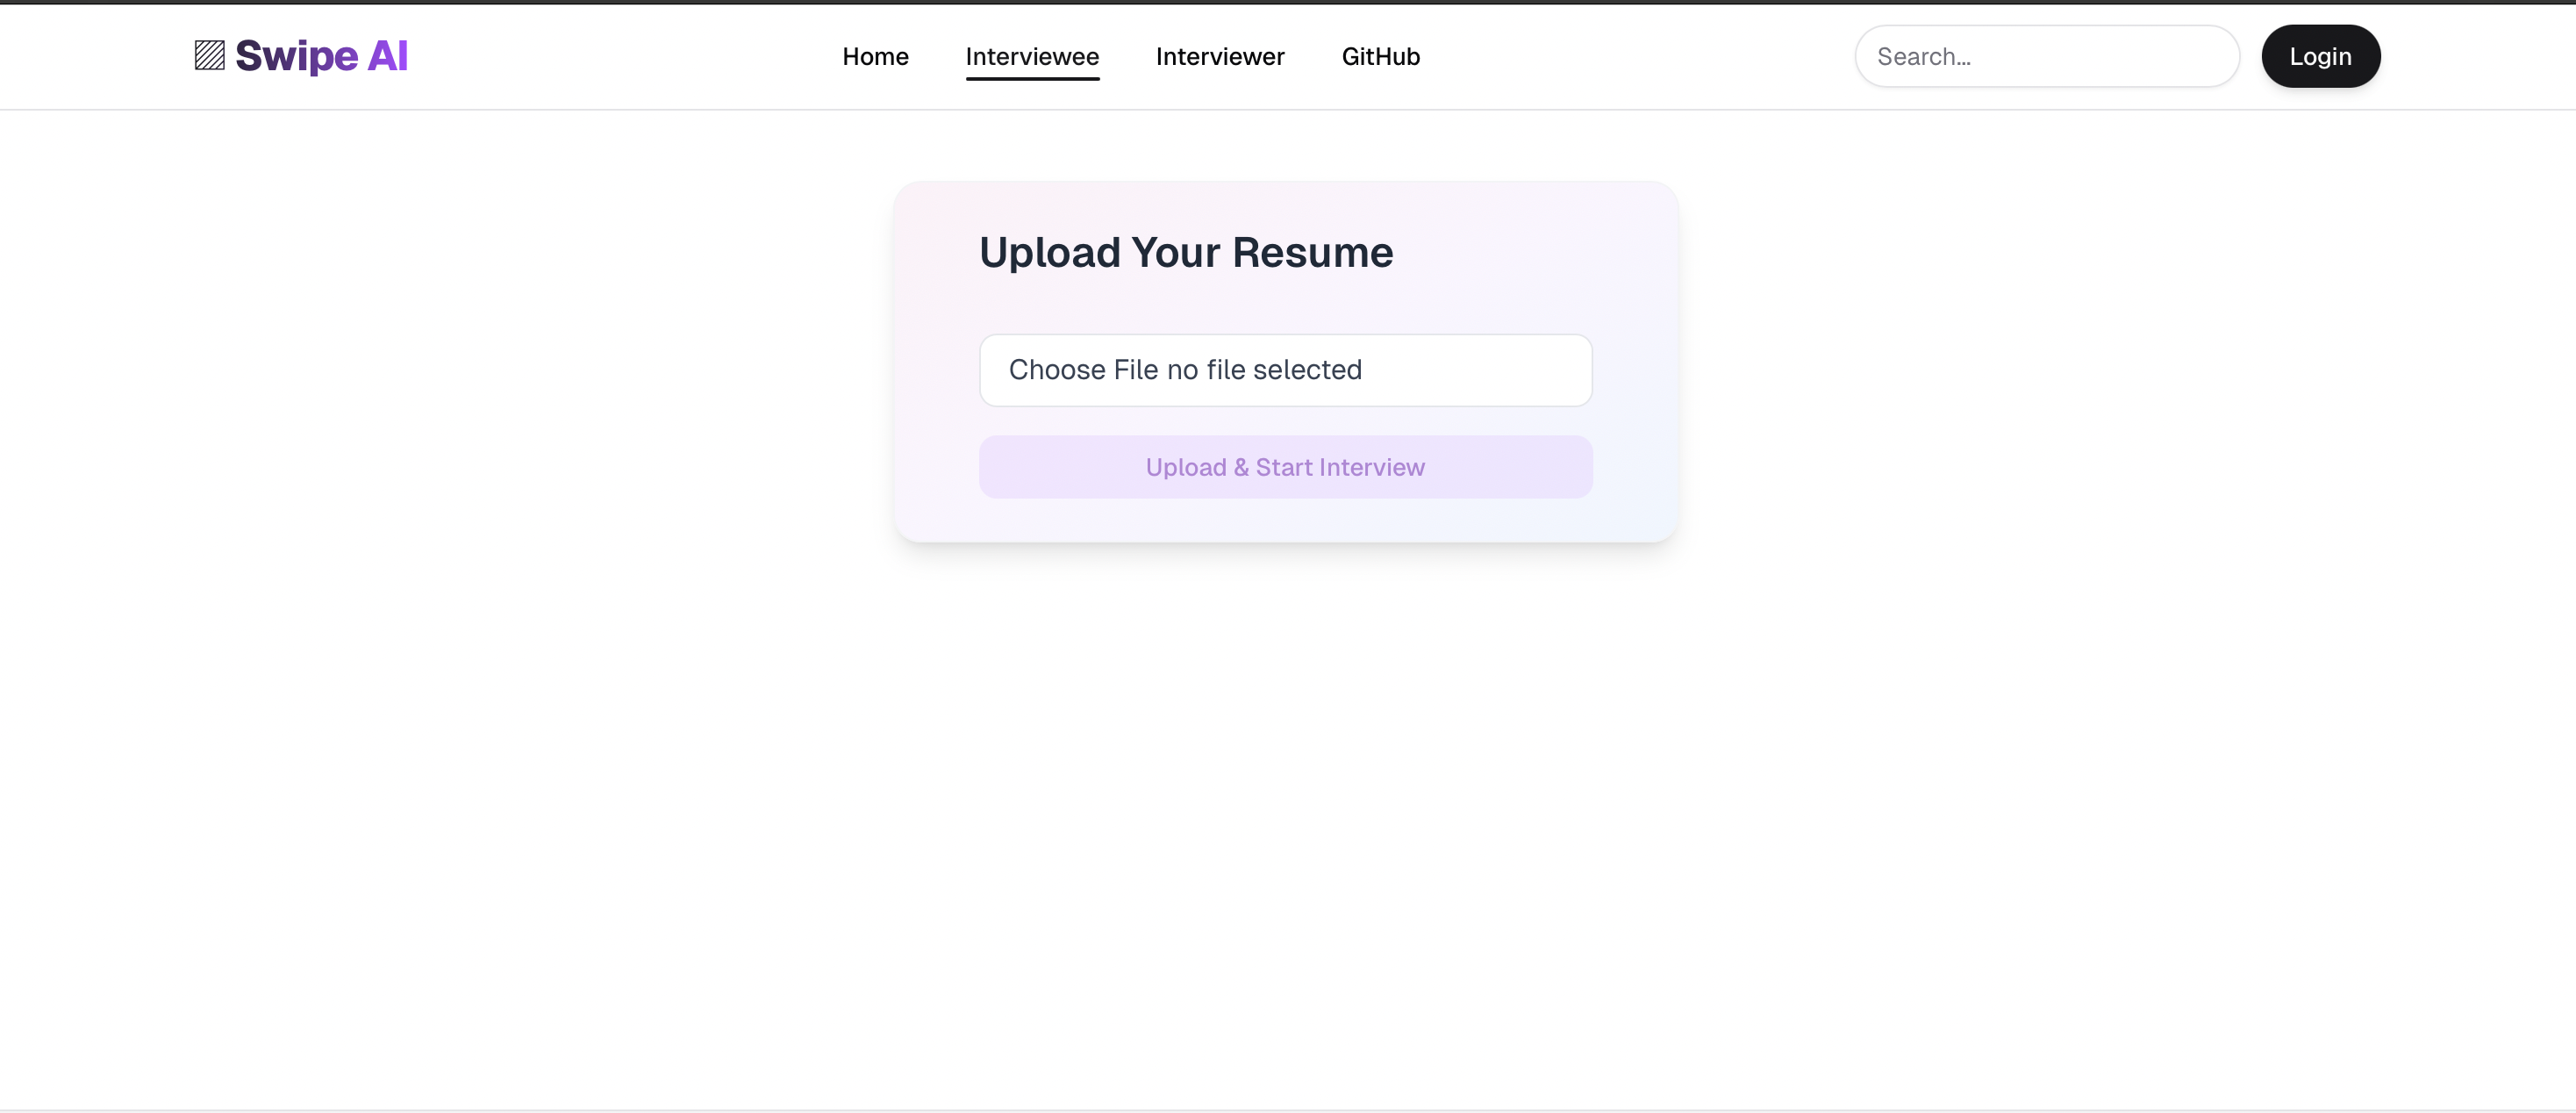 Swipe AI
Home Interviewee Interviewer GitHub
Search... Login
Upload Your Resume
Choose File no file selected
Upload & Start Interview